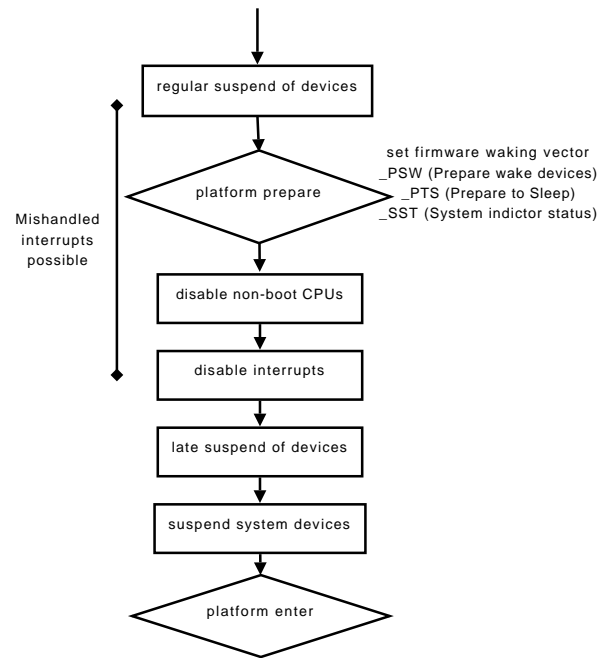 regular suspend of devices
set firmware waking vector
_PSW (Prepare wake devices)
platform prepare
_PTS (Prepare to Sleep)
_SST (System indictor status)
Mishandled
interrupts
possible
disable non-boot CPUs
disable interrupts
late suspend of devices
suspend system devices
platform enter